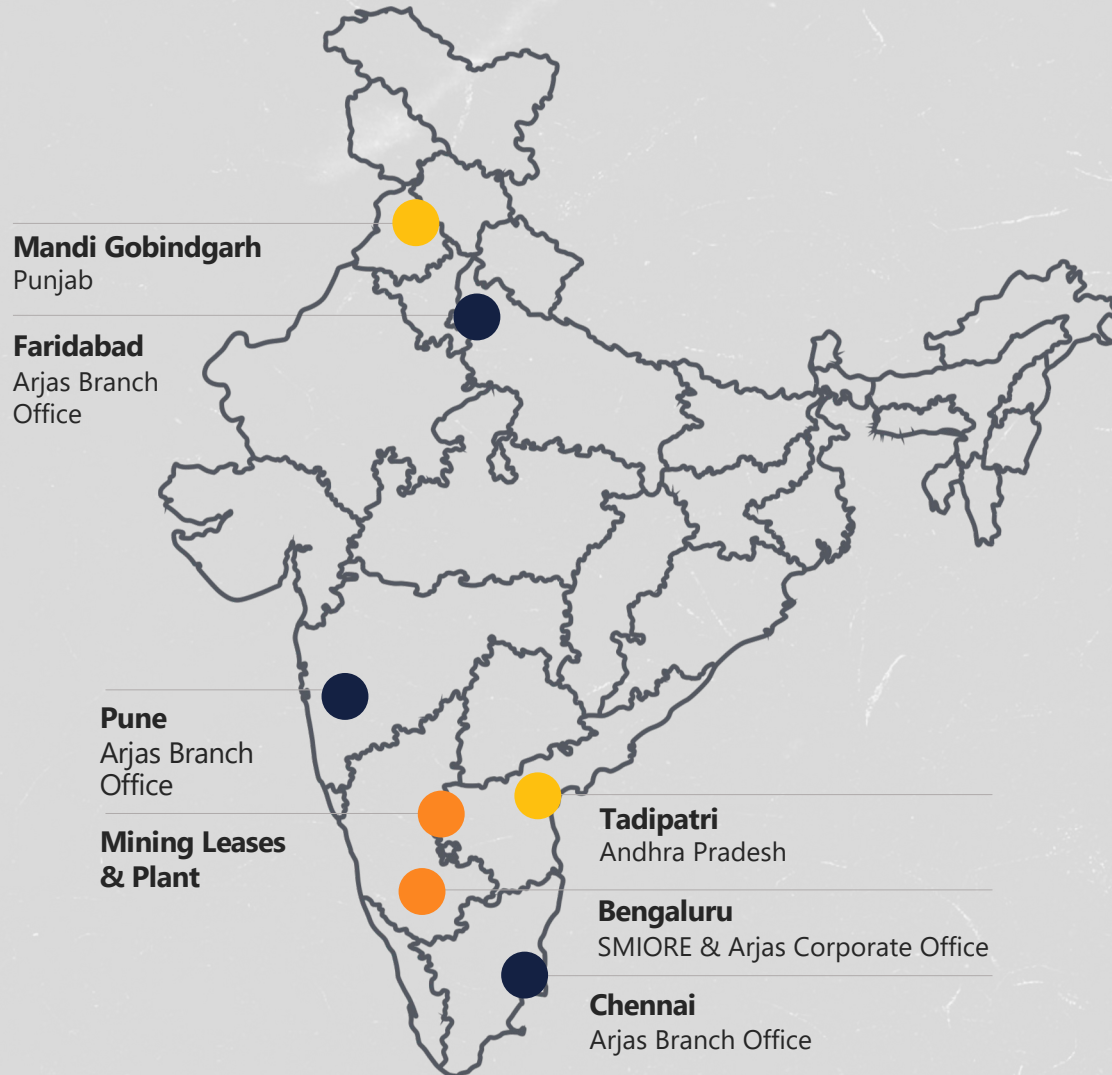 Mandi Gobindgarh
Punjab
Faridabad
Arjas Branch
Office
Pune
Arjas Branch
Office
Mining Leases
& Plant
Tadipatri
Andhra Pradesh
Bengaluru
SMIORE & Arjas Corporate Office
Chennai
Arjas Branch Office